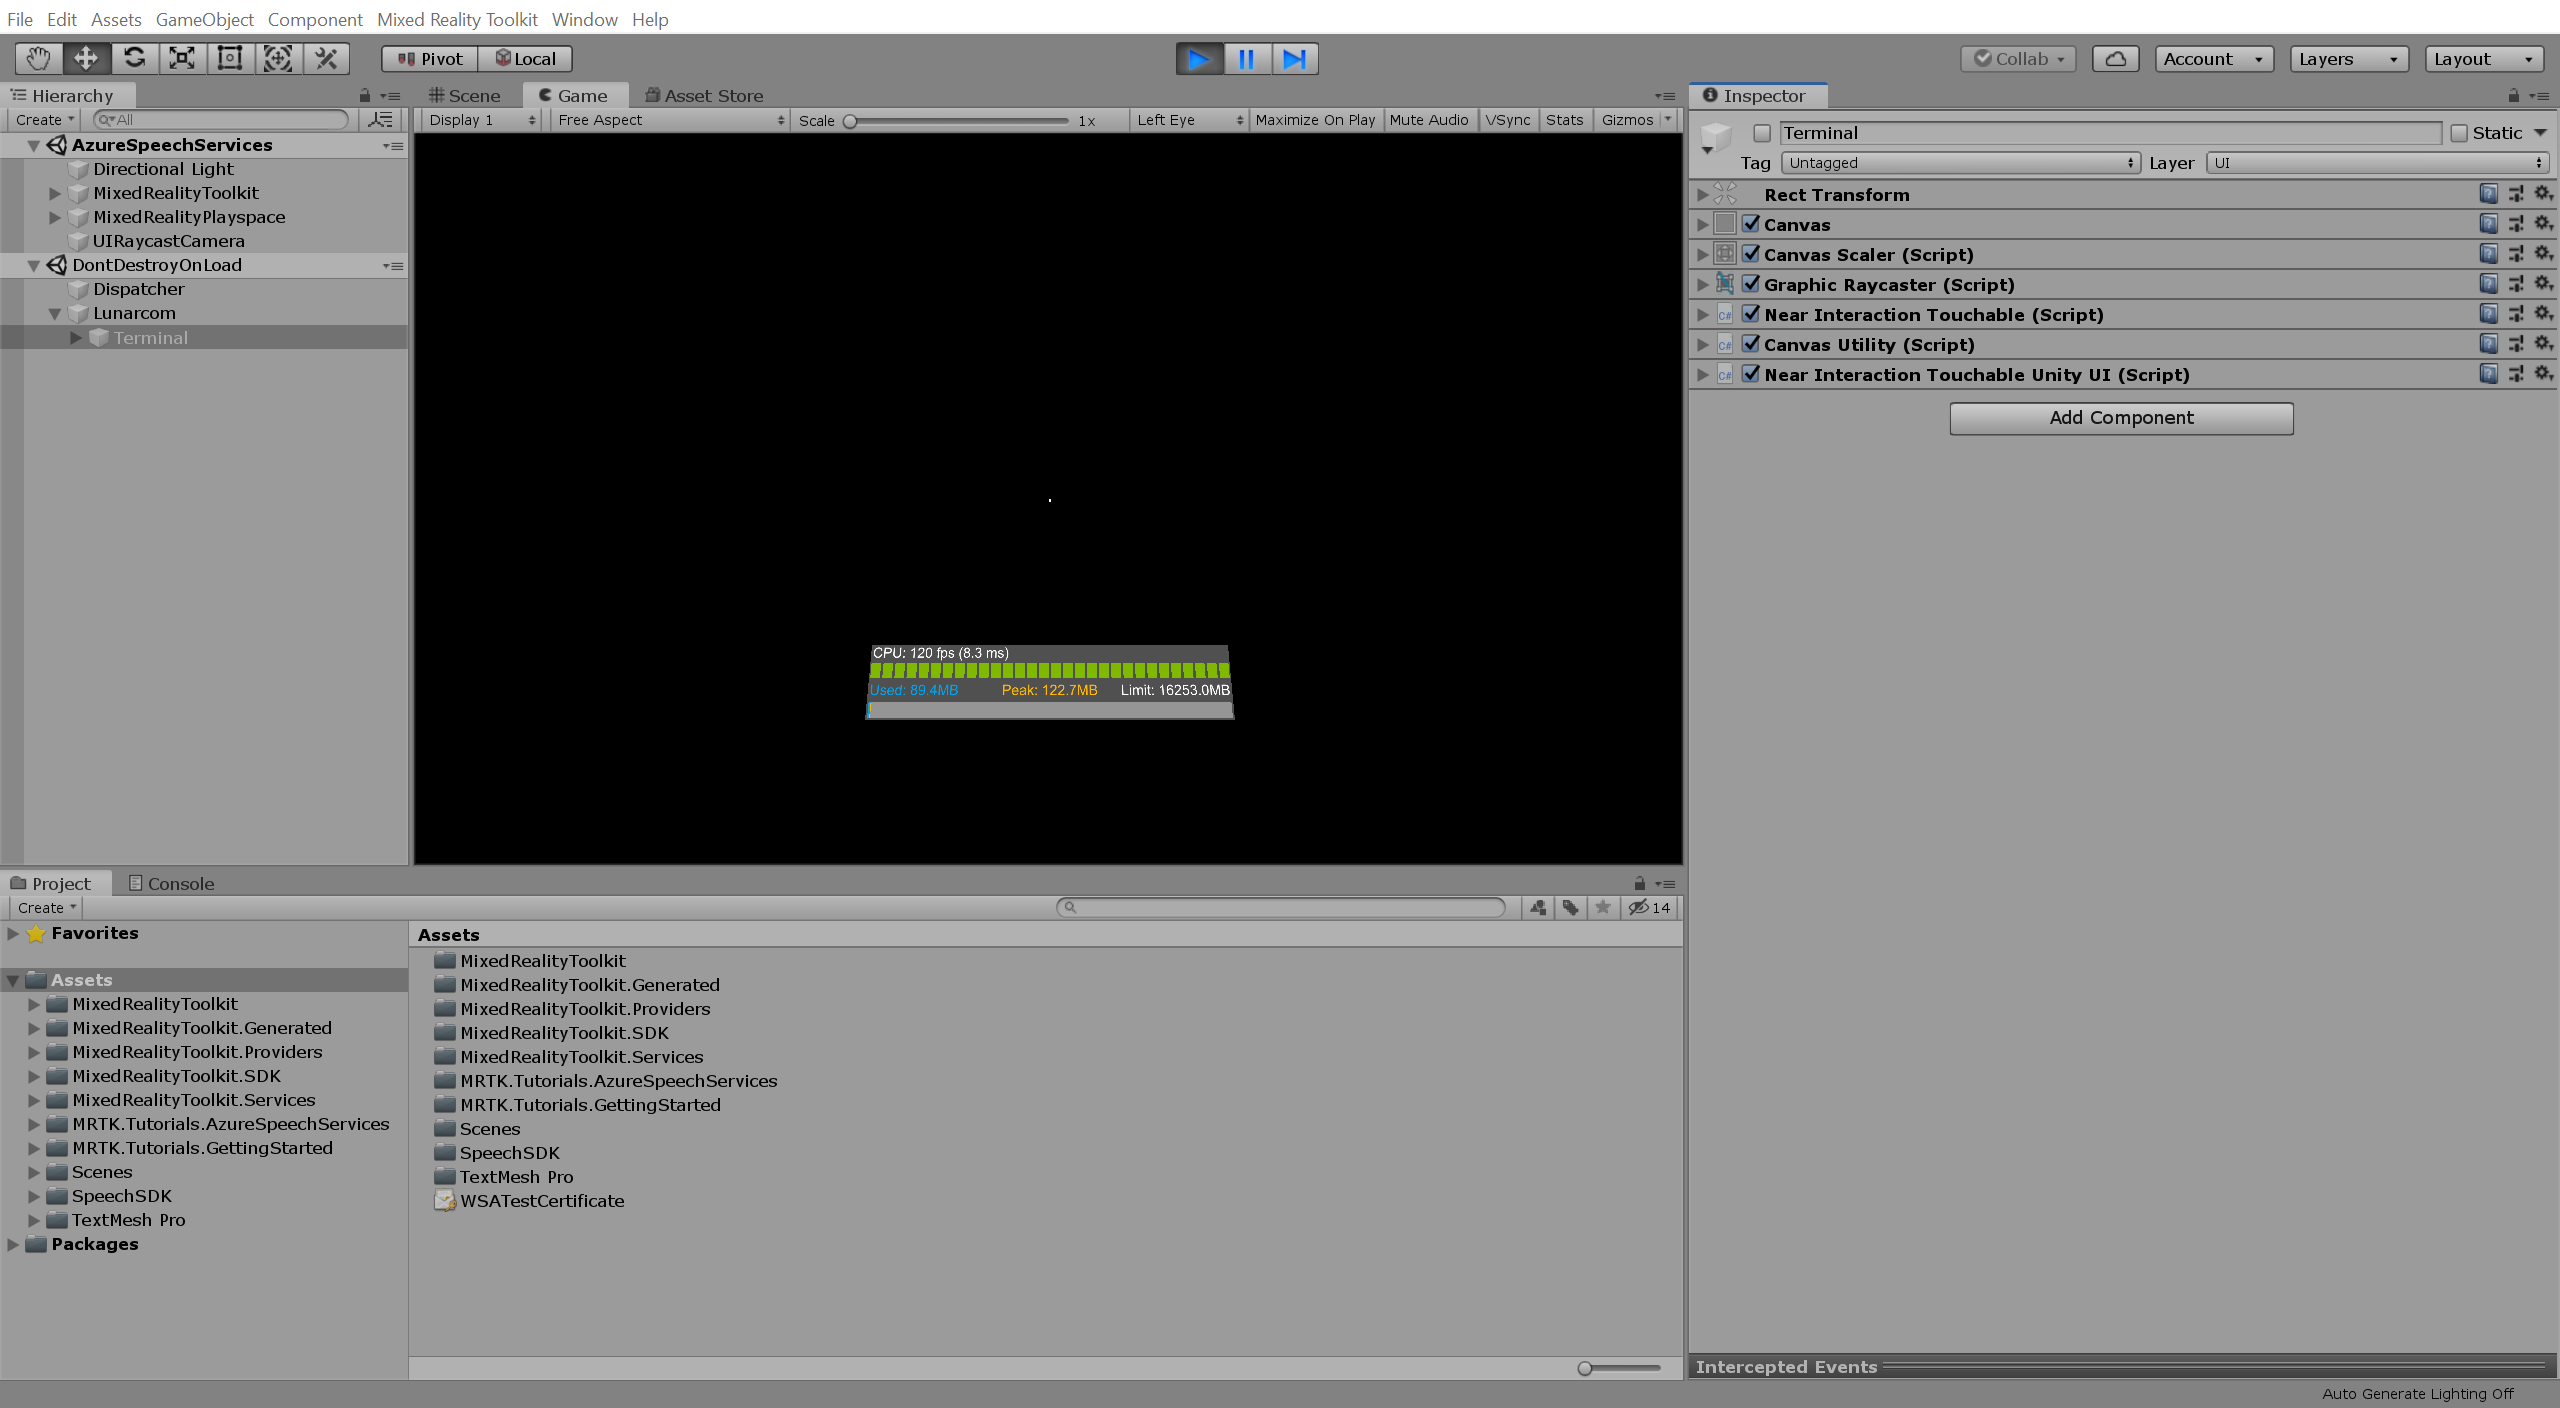 File Edit Assets GameObject Component Mixed Reality Toolkit Window Help
Pivot Local Collab Account Layers Layout
Hierarchy
Create All
AzureSpeechServices
Directional Light
MixedRealityToolkit
MixedRealityPlayspace
UIRaycastCamera
DontDestroyOnLoad
Dispatcher
Lunarcom
Terminal
Scene Game Asset Store
Display 1 Free Aspect Scale 1x Left Eye Maximize On Play Mute Audio VSync Stats Gizmos
CPU: 120 fps (8.3 ms)
Used: 89.4MB Peak: 122.7MB Limit: 16253.0MB
Inspector
Terminal Static
Tag Untagged Layer UI
Rect Transform
Canvas
Canvas Scaler (Script)
Graphic Raycaster (Script)
C# Near Interaction Touchable (Script)
C# Canvas Utility (Script)
C# Near Interaction Touchable Unity UI (Script)
Add Component
Project Console
Create 14
Favorites
Assets
MixedRealityToolkit
MixedRealityToolkit.Generated
MixedRealityToolkit.Providers
MixedRealityToolkit.SDK
MixedRealityToolkit.Services
MRTK.Tutorials.AzureSpeechServices
MRTK.Tutorials.GettingStarted
Scenes
SpeechSDK
TextMesh Pro
Packages
Assets
MixedRealityToolkit
MixedRealityToolkit.Generated
MixedRealityToolkit.Providers
MixedRealityToolkit.SDK
MixedRealityToolkit.Services
MRTK.Tutorials.AzureSpeechServices
MRTK.Tutorials.GettingStarted
Scenes
SpeechSDK
TextMesh Pro
WSATestCertificate
Intercepted Events
Auto Generate Lighting Off